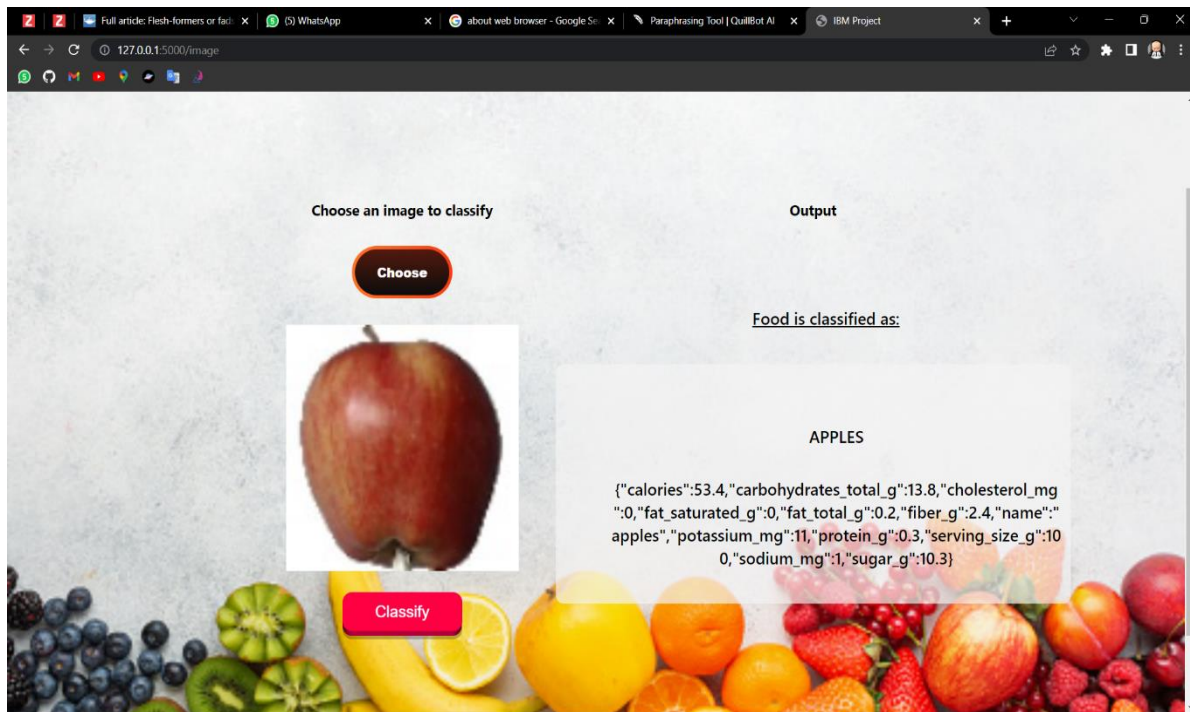 Z
Z
Full article: Flesh-formers or fad
(5) WhatsApp
about web browser - Google Se
Paraphrasing Tool | QuillBot AI
IBM Project
127.0.0.1:5000/image
Choose an image to classify
Output
Choose
Food is classified as:
APPLES
{"calories":53.4,"carbohydrates_total_g":13.8,"cholesterol_mg
":0,"fat_saturated_g":0,"fat_total_g":0.2,"fiber_g":2.4,"name":"
apples","potassium_mg":11,"protein_g":0.3,"serving_size_g":10
0,"sodium_mg":1,"sugar_g":10.3}
Classify